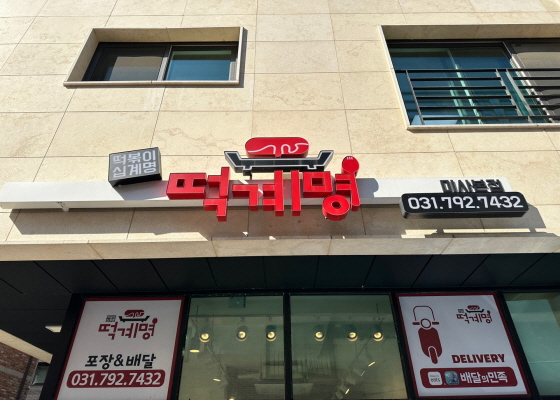 떡볶이
십계명
떡계명
미사본점
031.792.7432
떡계명
포장&배달
031.792.7432
떡계명
DELIVERY
배달의민족